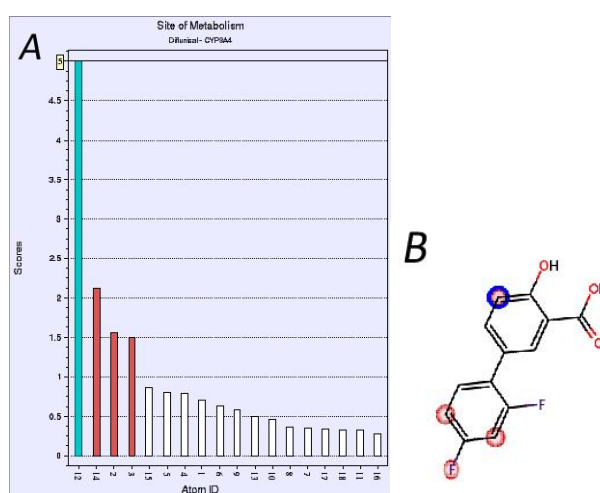 A
Site of Metabolism
Diflunisal - CYP3A4
5
4.5
4
3.5
3
2.5
2
1.5
1
0.5
0
Scores
12 14 2 3 15 5 4 1 6 9 13 10 8 7 17 18 11 16
Atom ID
B
OH
O
O
F
F